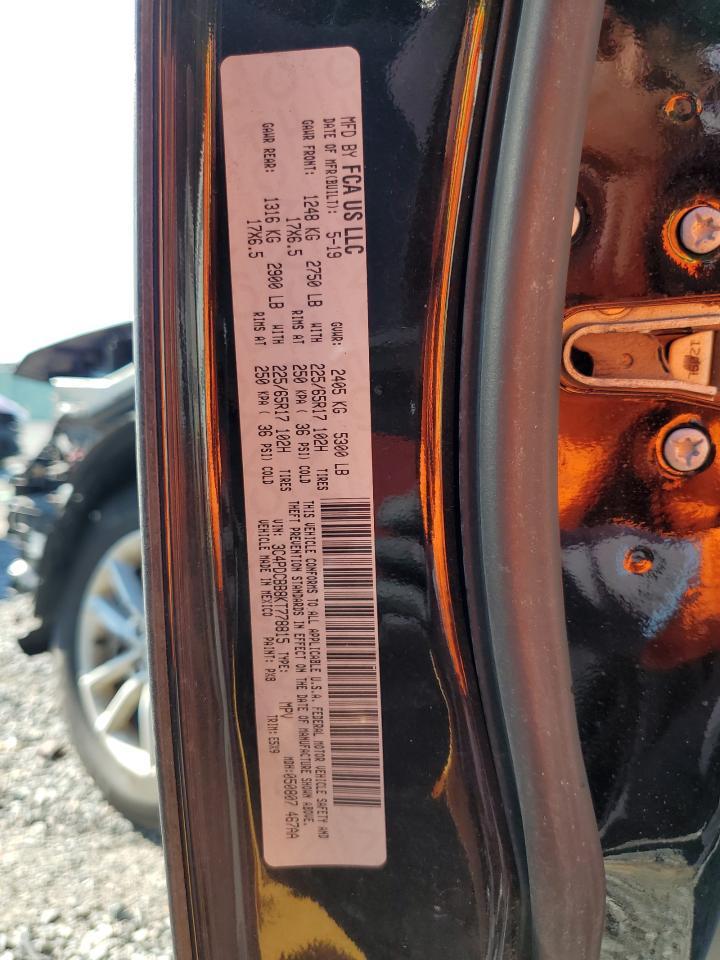 MFD BY FCA US LLC
DATE OF MFR(BUILT): 5-19 GVWR: 2405 KG 5300 LB
GAWR FRONT: 1248 KG 2750 LB WITH 225/65R17 102H TIRES
17X6.5 RIMS AT 250 KPA ( 36 PSI) COLD
GAWR REAR: 1316 KG 2900 LB WITH 225/65R17 102H TIRES
17X6.5 RIMS AT 250 KPA ( 36 PSI) COLD
THIS VEHICLE CONFORMS TO ALL APPLICABLE U.S.A. FEDERAL MOTOR VEHICLE SAFETY AND
THEFT PREVENTION STANDARDS IN EFFECT ON THE DATE OF MANUFACTURE SHOWN ABOVE.
VIN: 3C4PDCBB8KT778815 TYPE: MPV MDH:050807 467AA
VEHICLE MADE IN MEXICO PAINT: PX8 TRIM: E5X9